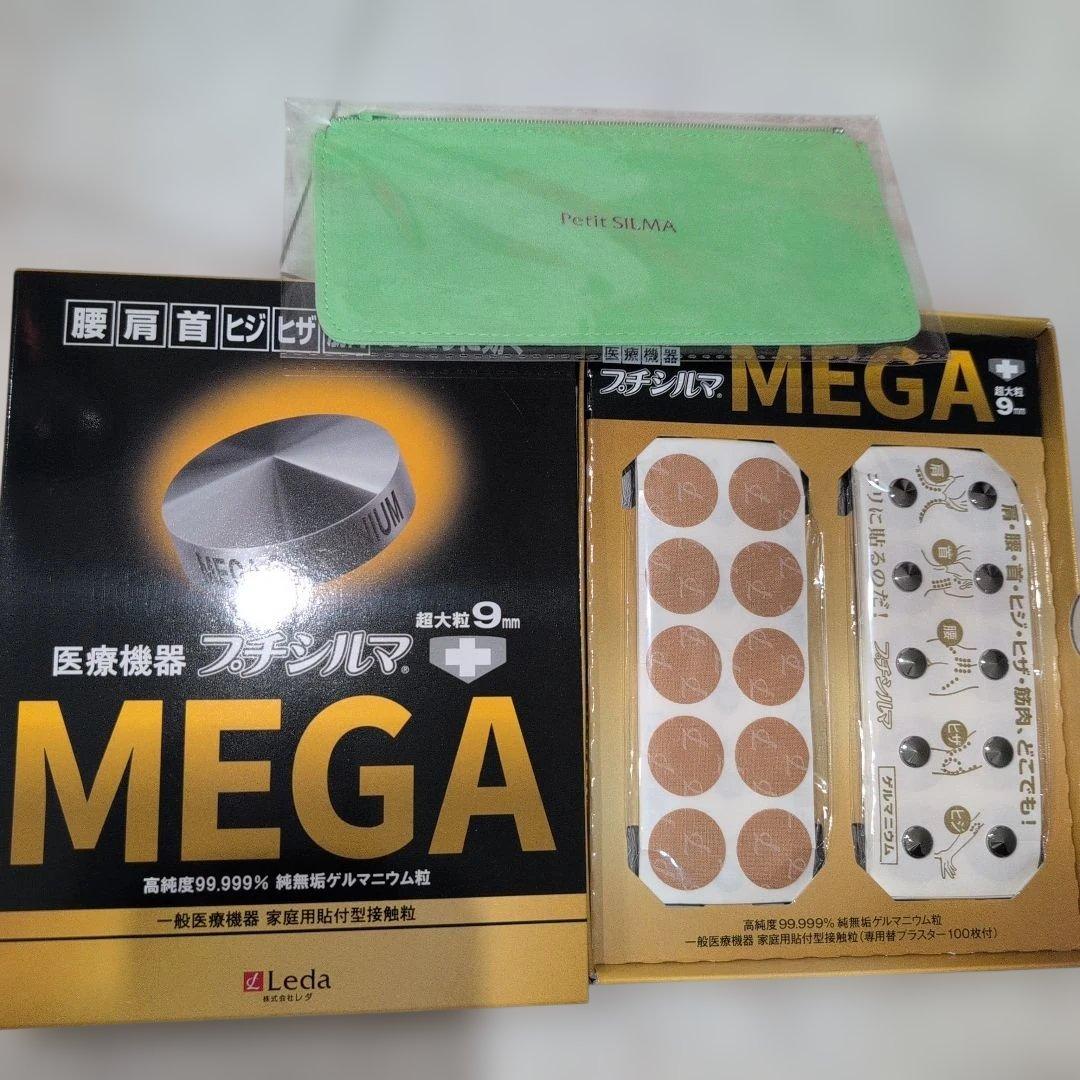 Petit SILMA
腰 肩 首 ヒジ ヒザ
MEGA
超大粒9mm
医療機器 プチシルマ®
MEGA
高純度99.999% 純無垢ゲルマニウム粒
一般医療機器 家庭用貼付型接触粒
Leda
株式会社レダ
医療機器
プチシルマ® MEGA
超大粒
9mm
肩・腰・首・ヒジ・ヒザ・筋肉、どこでも!
に貼るのだ!
プチシルマ
ゲルマニウム
肩
首
腰
ヒザ
ヒジ
高純度99.999% 純無垢ゲルマニウム粒
一般医療機器 家庭用貼付型接触粒(専用替プラスター100枚付)